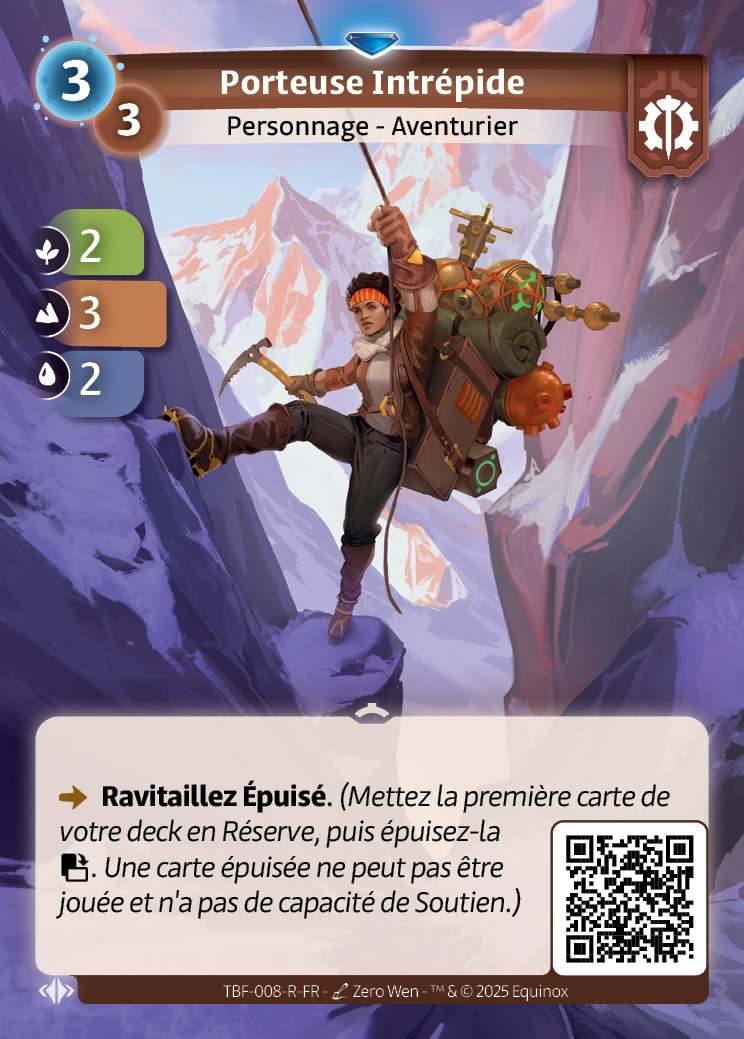 3
Porteuse Intrépide
3
Personnage - Aventurier
2
3
2
Ravitaillez Épuisé. (Mettez la première carte de
votre deck en Réserve, puis épuisez-la
. Une carte épuisée ne peut pas être
jouée et n'a pas de capacité de Soutien.)
TBF-008-R-FR - Zero Wen - ™ & © 2025 Equinox